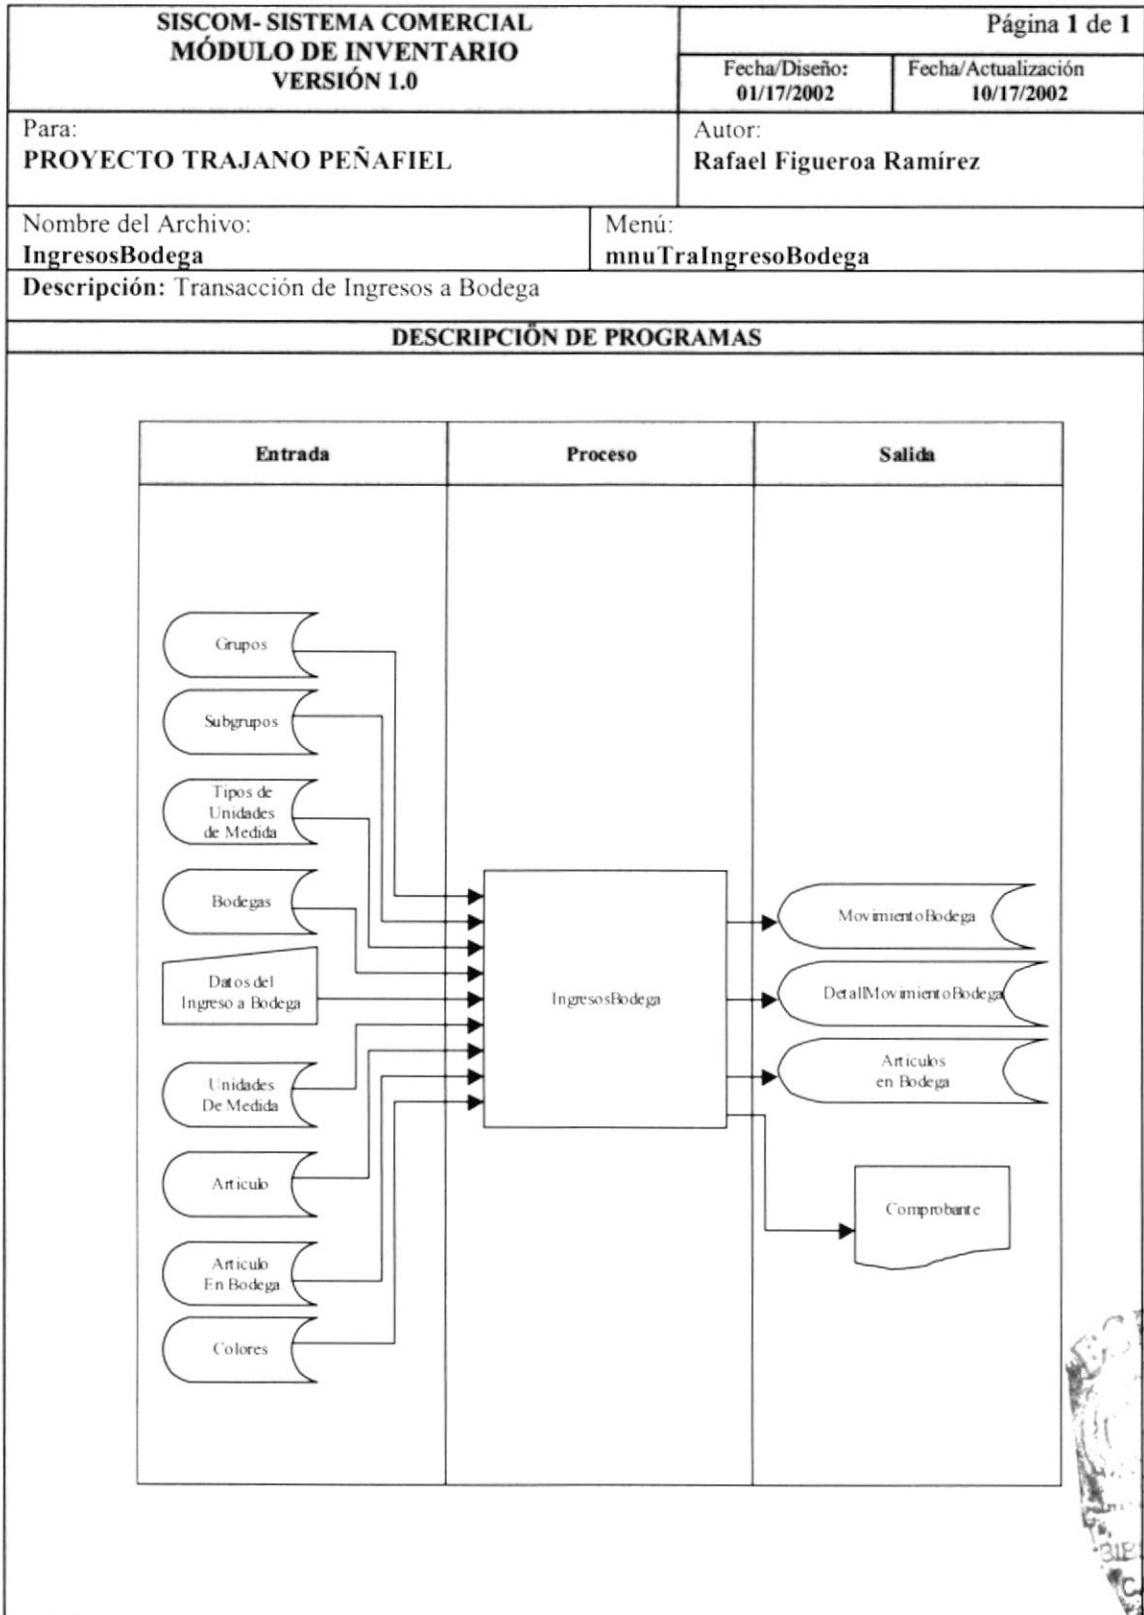 SISCOM- SISTEMA COMERCIAL
MÓDULO DE INVENTARIO
VERSIÓN 1.0
Página 1 de 1
Fecha/Diseño:
01/17/2002
Fecha/Actualización
10/17/2002
Para:
PROYECTO TRAJANO PEÑAFIEL
Autor:
Rafael Figueroa Ramírez
Nombre del Archivo:
IngresosBodega
Menú:
mnuTraIngresoBodega
Descripción: Transacción de Ingresos a Bodega
DESCRIPCIÖN DE PROGRAMAS
Entrada
Proceso
Salida
Grupos
Subgrupos
Tipos de
Unidades
de Medida
Bodegas
Datos del
Ingreso a Bodega
Unidades
De Medida
Articulo
Articulo
En Bodega
Colores
IngresosBodega
MovimientoBodega
DetallMovimientoBodega
Articulos
en Bodega
Comprobante